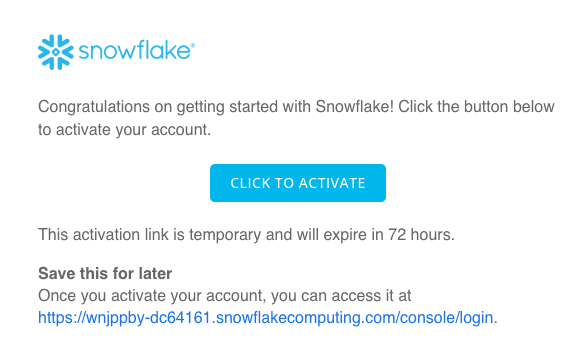 snowflake®
Congratulations on getting started with Snowflake! Click the button below
to activate your account.
CLICK TO ACTIVATE
This activation link is temporary and will expire in 72 hours.
Save this for later
Once you activate your account, you can access it at
https://wnjppby-dc64161.snowflakecomputing.com/console/login.